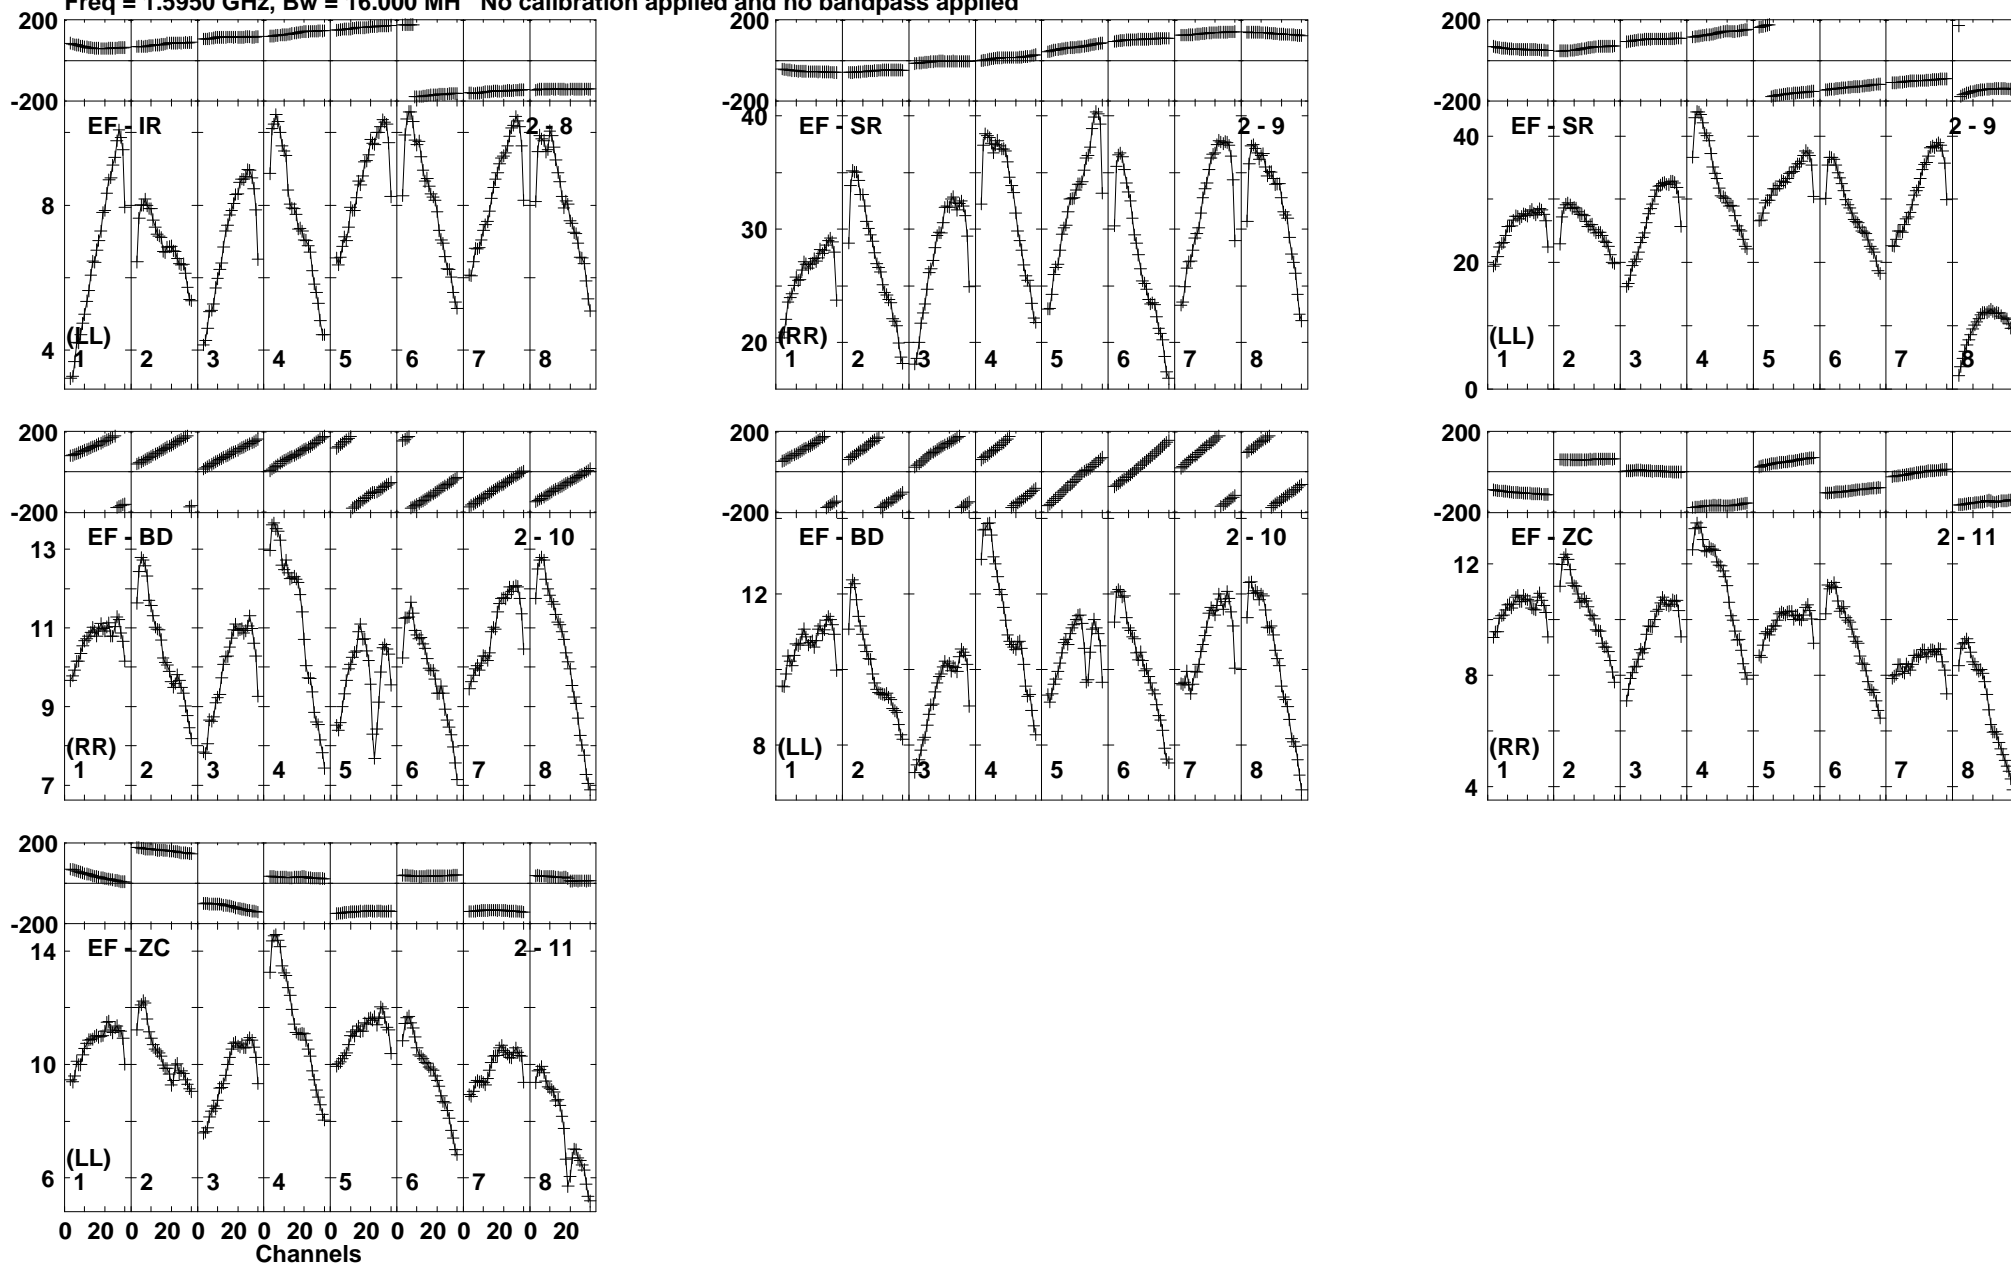 Freq = 1.5950 GHz, Bw = 16.000 MH No calibration applied and no bandpass applied
200
-200
EF - IR 2 - 8
8
4
(LL)
1 2 3 4 5 6 7 8
200
-200
40
EF - SR 2 - 9
30
20
(RR)
1 2 3 4 5 6 7 8
200
-200
EF - SR 2 - 9
40
20
0
(LL)
1 2 3 4 5 6 7 8
200
-200
EF - BD 2 - 10
13
11
9
7
(RR)
1 2 3 4 5 6 7 8
200
-200
EF - BD 2 - 10
12
8
(LL)
1 2 3 4 5 6 7 8
200
-200
EF - ZC 2 - 11
12
8
4
(RR)
1 2 3 4 5 6 7 8
200
-200
EF - ZC 2 - 11
14
10
6
(LL)
1 2 3 4 5 6 7 8
0 20 0 20 0 20 0 20 0 20 0 20 0 20 0 20
Channels